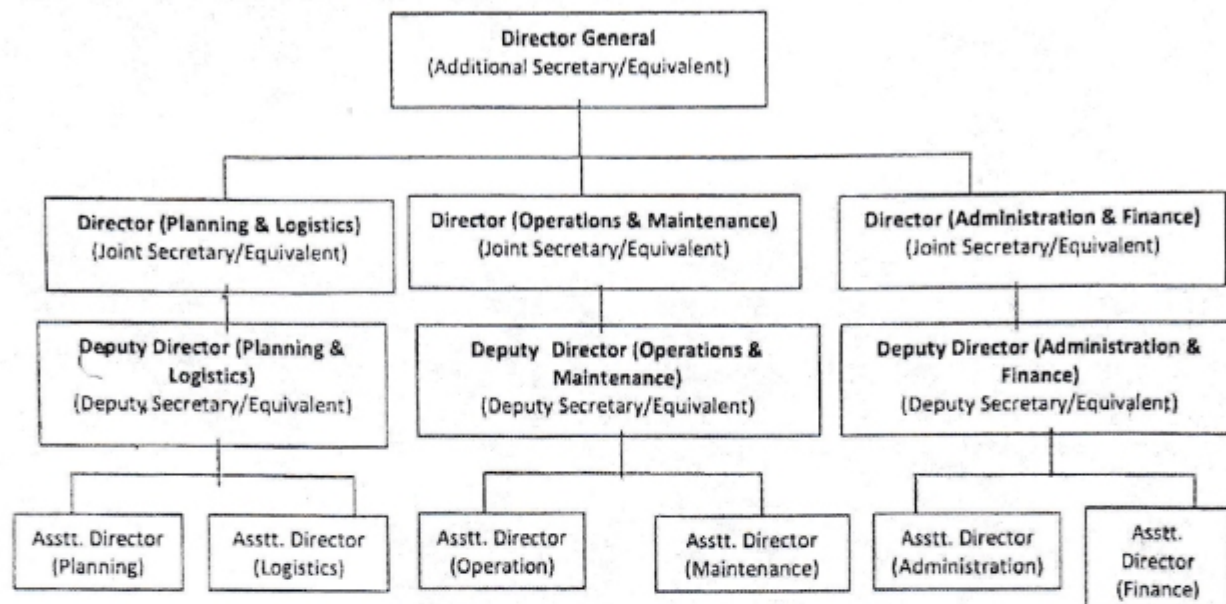 Director General
(Additional Secretary/Equivalent)
Director (Planning & Logistics)
(Joint Secretary/Equivalent)
Director (Operations & Maintenance)
(Joint Secretary/Equivalent)
Director (Administration & Finance)
(Joint Secretary/Equivalent)
Deputy Director (Planning &
Logistics)
(Deputy Secretary/Equivalent)
Deputy Director (Operations &
Maintenance)
(Deputy Secretary/Equivalent)
Deputy Director (Administration &
Finance)
(Deputy Secretary/Equivalent)
Asstt. Director
(Planning)
Asstt. Director
(Logistics)
Asstt. Director
(Operation)
Asstt. Director
(Maintenance)
Asstt. Director
(Administration)
Asstt.
Director
(Finance)